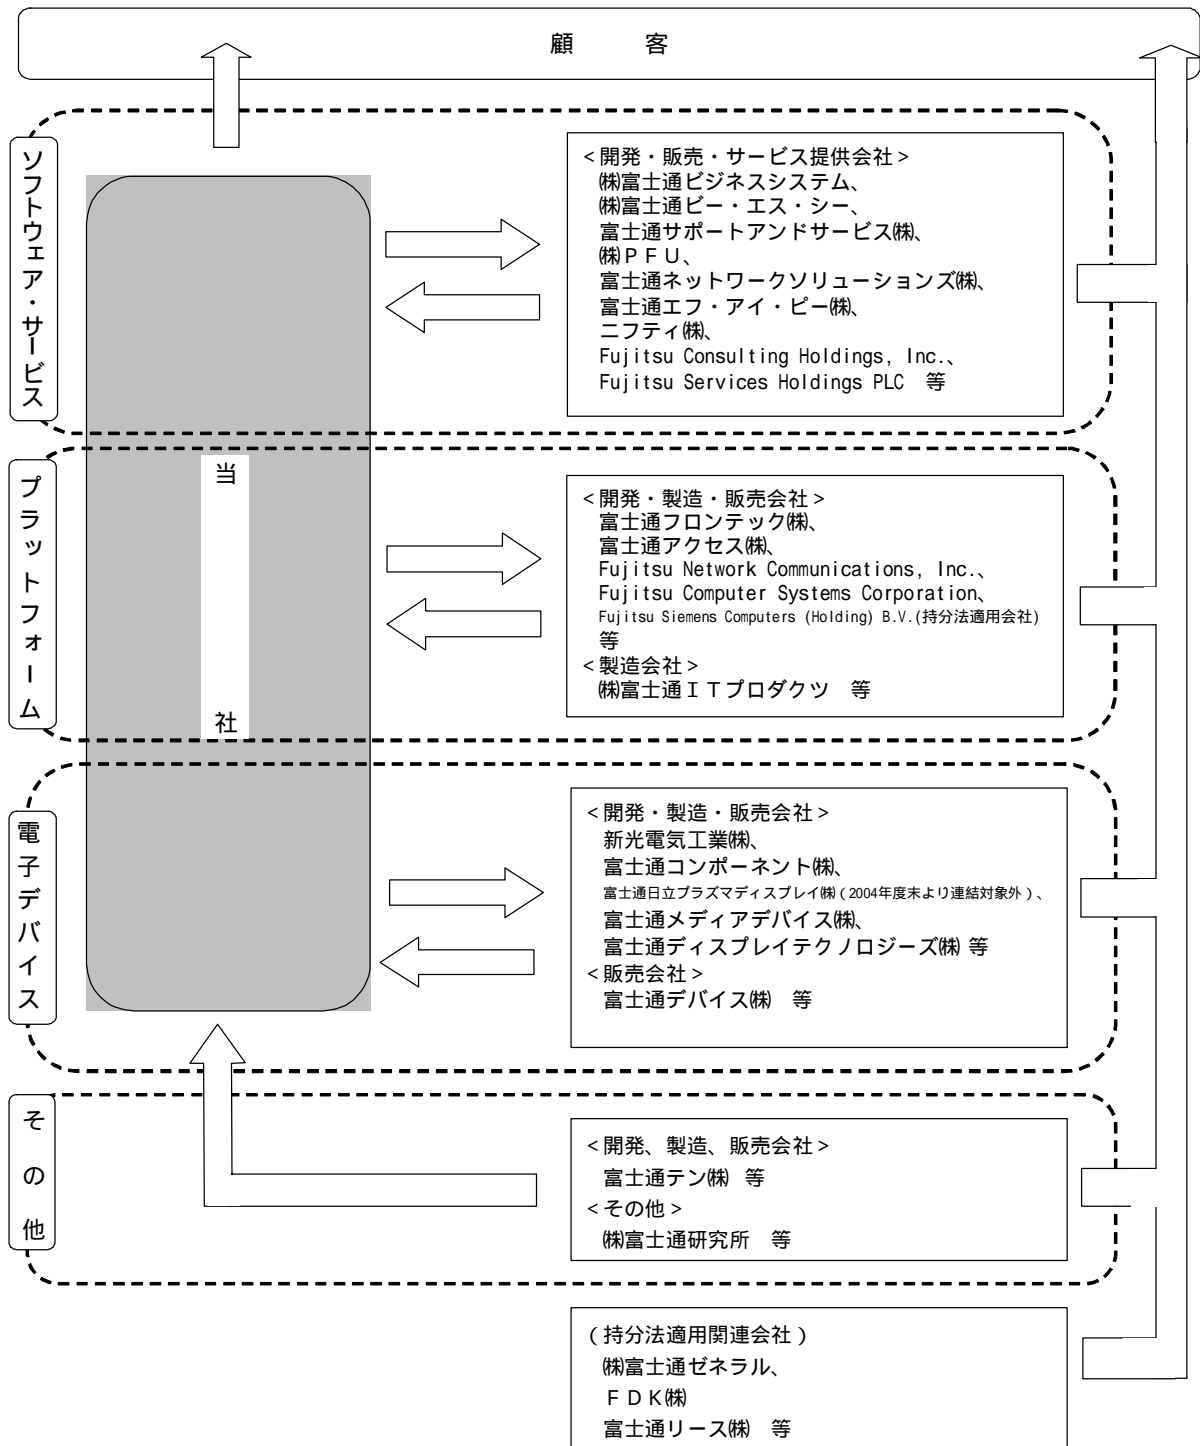 顧　　客
ソフトウェア・サービス
＜開発・販売・サービス提供会社＞
㈱富士通ビジネスシステム、
㈱富士通ビー・エス・シー、
富士通サポートアンドサービス㈱、
㈱ＰＦＵ、
富士通ネットワークソリューションズ㈱、
富士通エフ・アイ・ピー㈱、
ニフティ㈱、
Fujitsu Consulting Holdings, Inc.、
Fujitsu Services Holdings PLC　等
当　社
プラットフォーム
＜開発・製造・販売会社＞
富士通フロンテック㈱、
富士通アクセス㈱、
Fujitsu Network Communications, Inc.、
Fujitsu Computer Systems Corporation、
Fujitsu Siemens Computers (Holding) B.V.(持分法適用会社)
等
＜製造会社＞
㈱富士通ＩＴプロダクツ　等
電子デバイス
＜開発・製造・販売会社＞
新光電気工業㈱、
富士通コンポーネント㈱、
富士通日立プラズマディスプレイ㈱（2004年度末より連結対象外）、
富士通メディアデバイス㈱、
富士通ディスプレイテクノロジーズ㈱ 等
＜販売会社＞
富士通デバイス㈱　等
その他
＜開発、製造、販売会社＞
富士通テン㈱　等
＜その他＞
㈱富士通研究所　等
（持分法適用関連会社）
㈱富士通ゼネラル、
ＦＤＫ㈱
富士通リース㈱　等